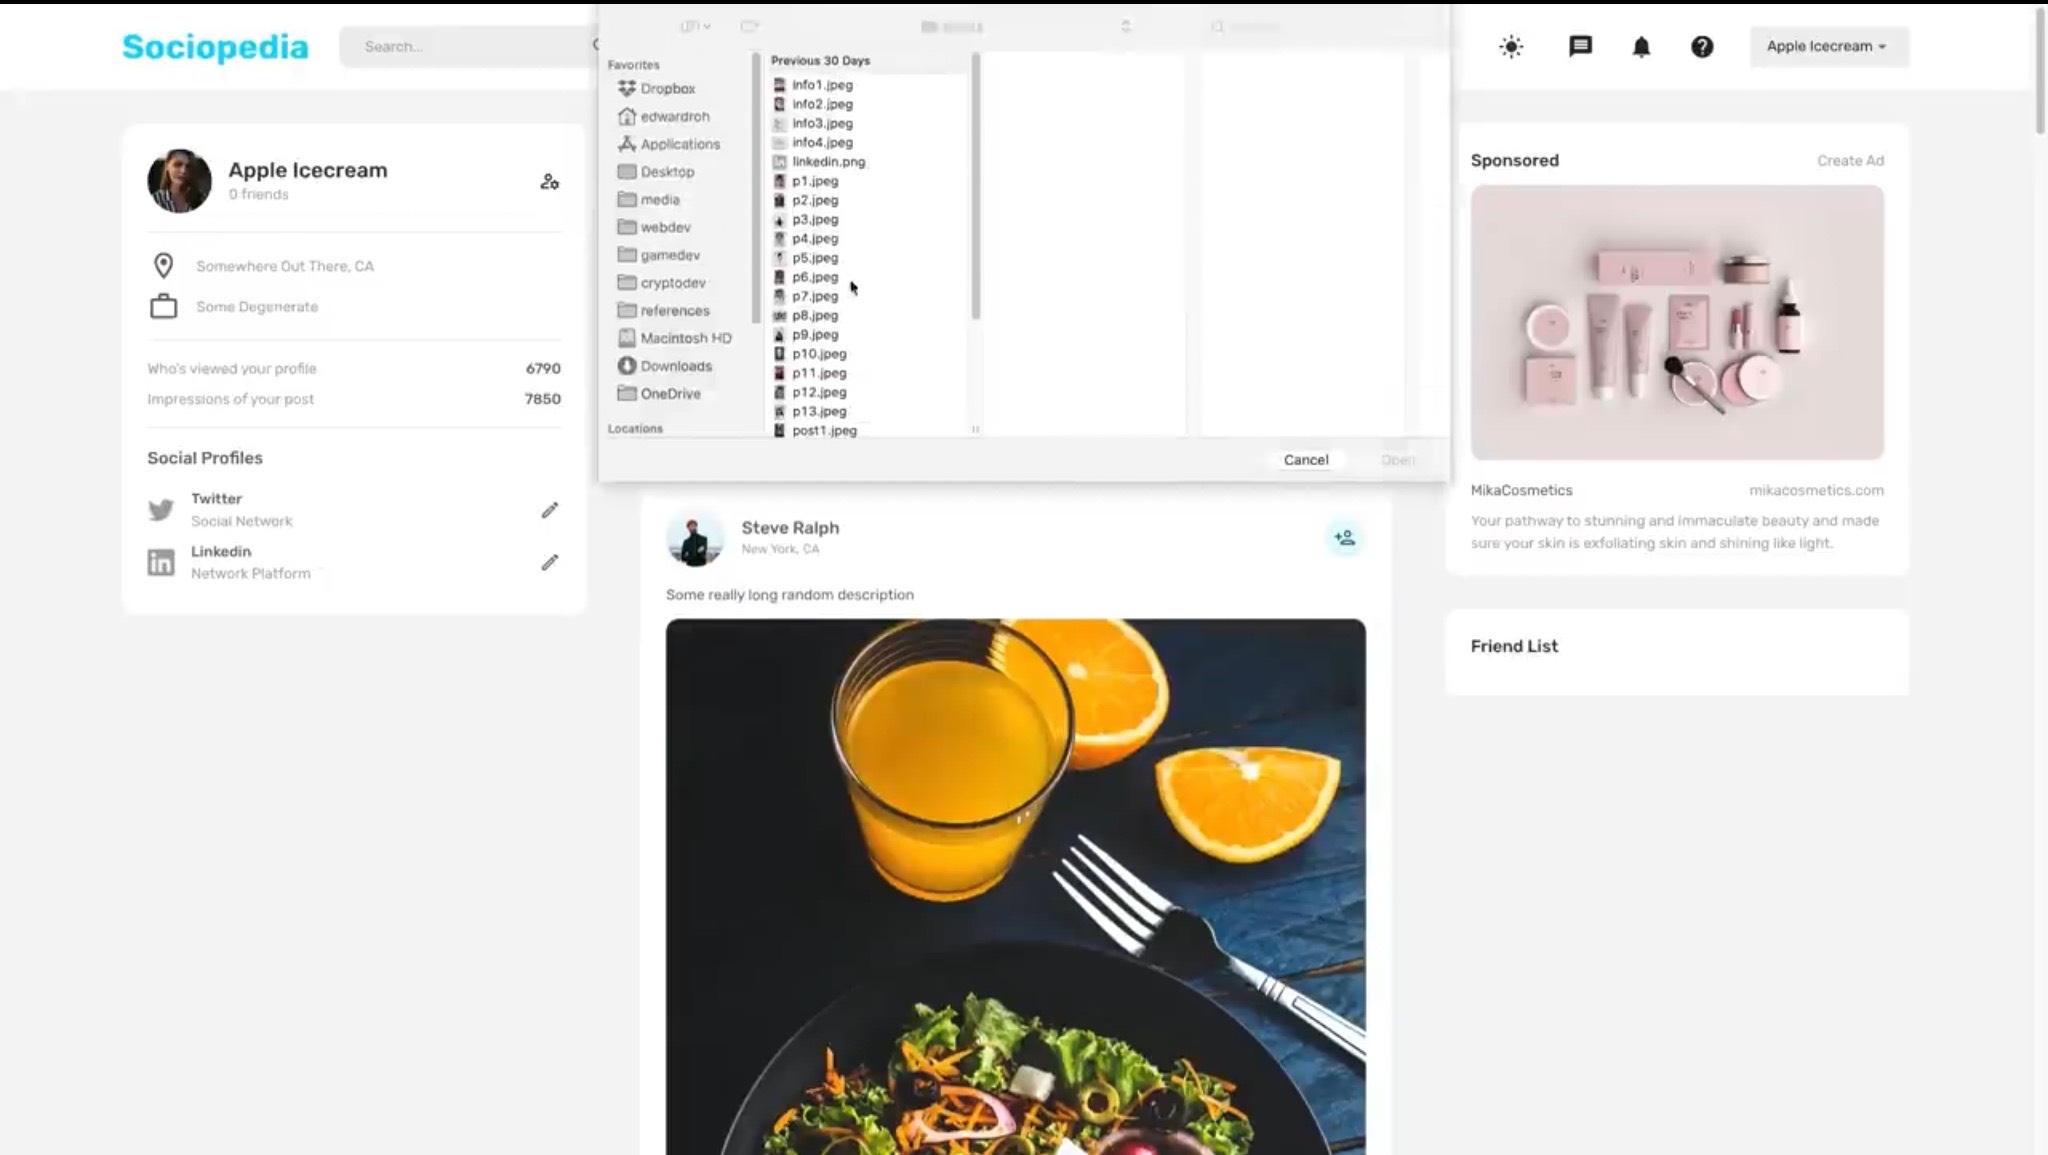 Sociopedia
Search...
Apple Icecream
Apple Icecream
0 friends
Somewhere Out There, CA
Some Degenerate
Who's viewed your profile 6790
Impressions of your post 7850
Social Profiles
Twitter
Social Network
Linkedin
Network Platform
Favorites
Dropbox
edwardroh
Applications
Desktop
media
webdev
gamedev
cryptodev
references
Macintosh HD
Downloads
OneDrive
Locations
Previous 30 Days
info1.jpeg
info2.jpeg
info3.jpeg
info4.jpeg
linkedin.png
p1.jpeg
p2.jpeg
p3.jpeg
p4.jpeg
p5.jpeg
p6.jpeg
p7.jpeg
p8.jpeg
p9.jpeg
p10.jpeg
p11.jpeg
p12.jpeg
p13.jpeg
post1.jpeg
Cancel Open
Steve Ralph
New York, CA
Some really long random description
Sponsored Create Ad
MikaCosmetics mikacosmetics.com
Your pathway to stunning and immaculate beauty and made
sure your skin is exfoliating skin and shining like light.
Friend List